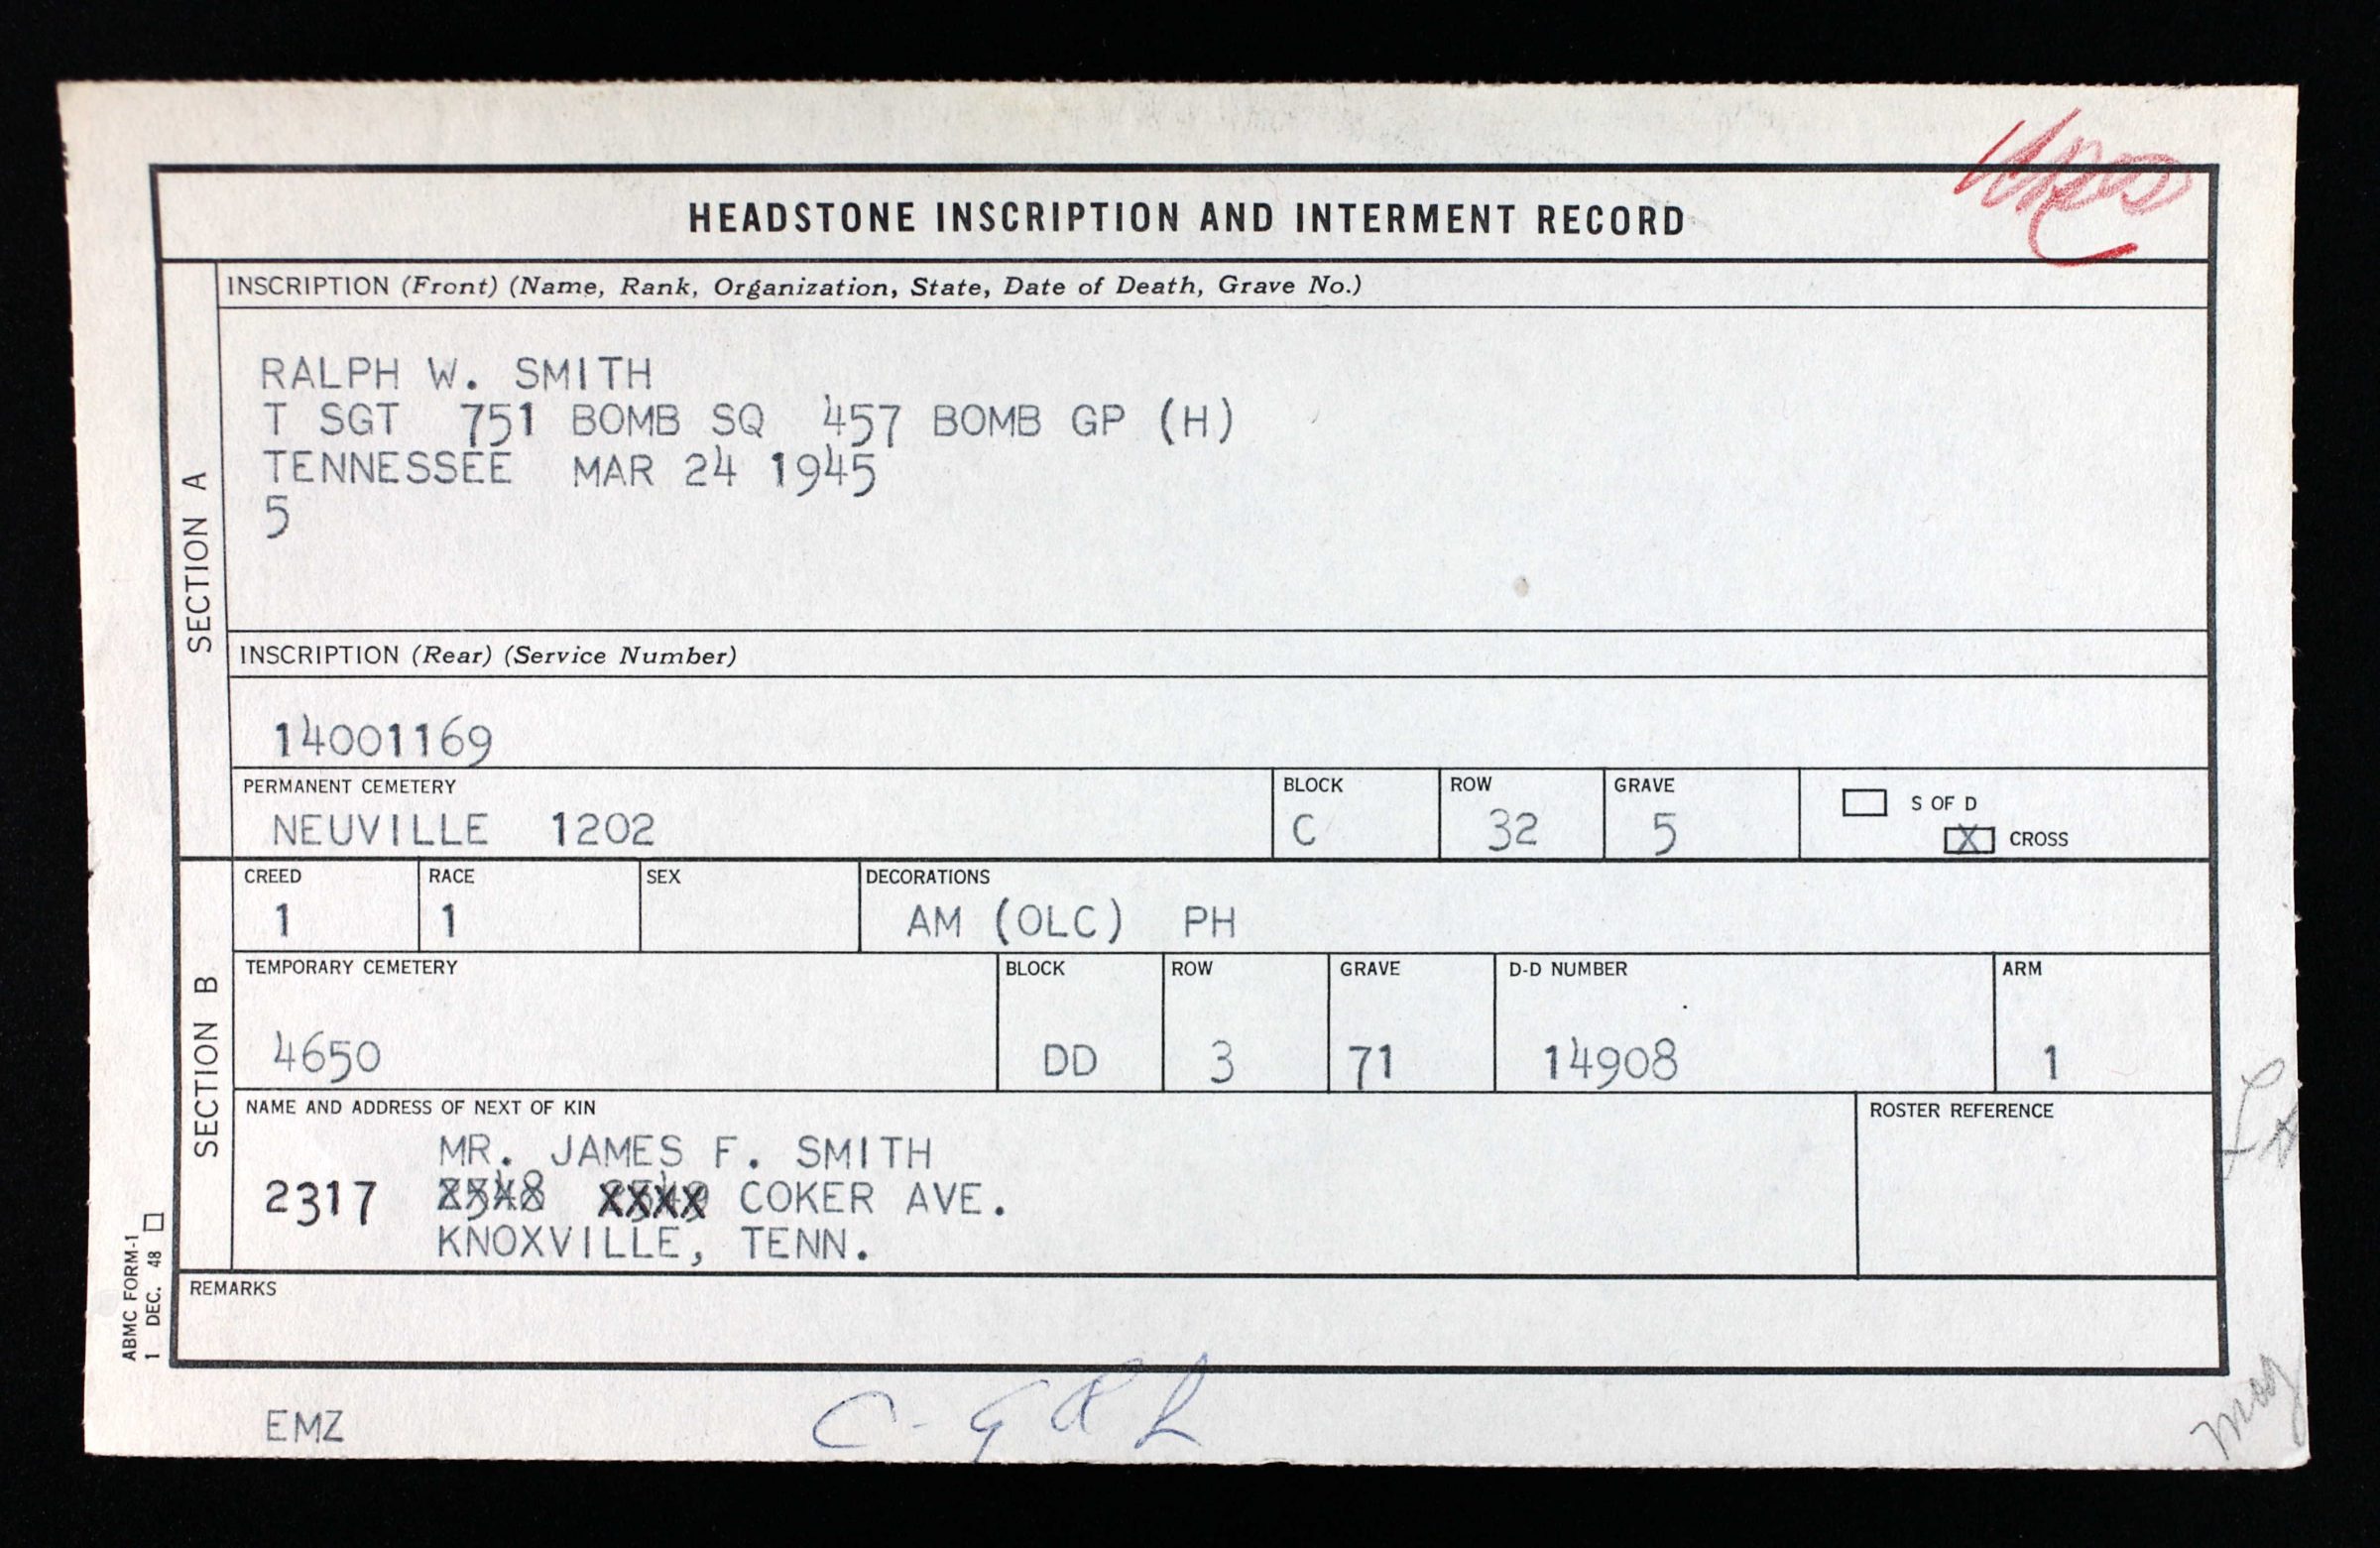 HEADSTONE INSCRIPTION AND INTERMENT RECORD
SECTION A
INSCRIPTION (Front) (Name, Rank, Organization, State, Date of Death, Grave No.)
RALPH W. SMITH
T SGT 751 BOMB SQ 457 BOMB GP (H)
TENNESSEE MAR 24 1945
5
INSCRIPTION (Rear) (Service Number)
14001169
PERMANENT CEMETERY BLOCK ROW GRAVE S OF D
NEUVILLE 1202 C 32 5 X CROSS
SECTION B
CREED RACE SEX DECORATIONS
1 1 AM (OLC) PH
TEMPORARY CEMETERY BLOCK ROW GRAVE D-D NUMBER ARM
4650 DD 3 71 14908 1
NAME AND ADDRESS OF NEXT OF KIN ROSTER REFERENCE
MR. JAMES F. SMITH
2317 COKER AVE.
KNOXVILLE, TENN.
REMARKS
ABMC FORM-1
1 DEC. 48
EMZ